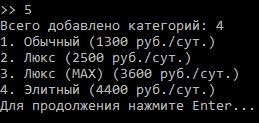 >> 5
Всего добавлено категорий: 4
1. Обычный (1300 руб./сут.)
2. Люкс (2500 руб./сут.)
3. Люкс (MAX) (3600 руб./сут.)
4. Элитный (4400 руб./сут.)
Для продолжения нажмите Enter...